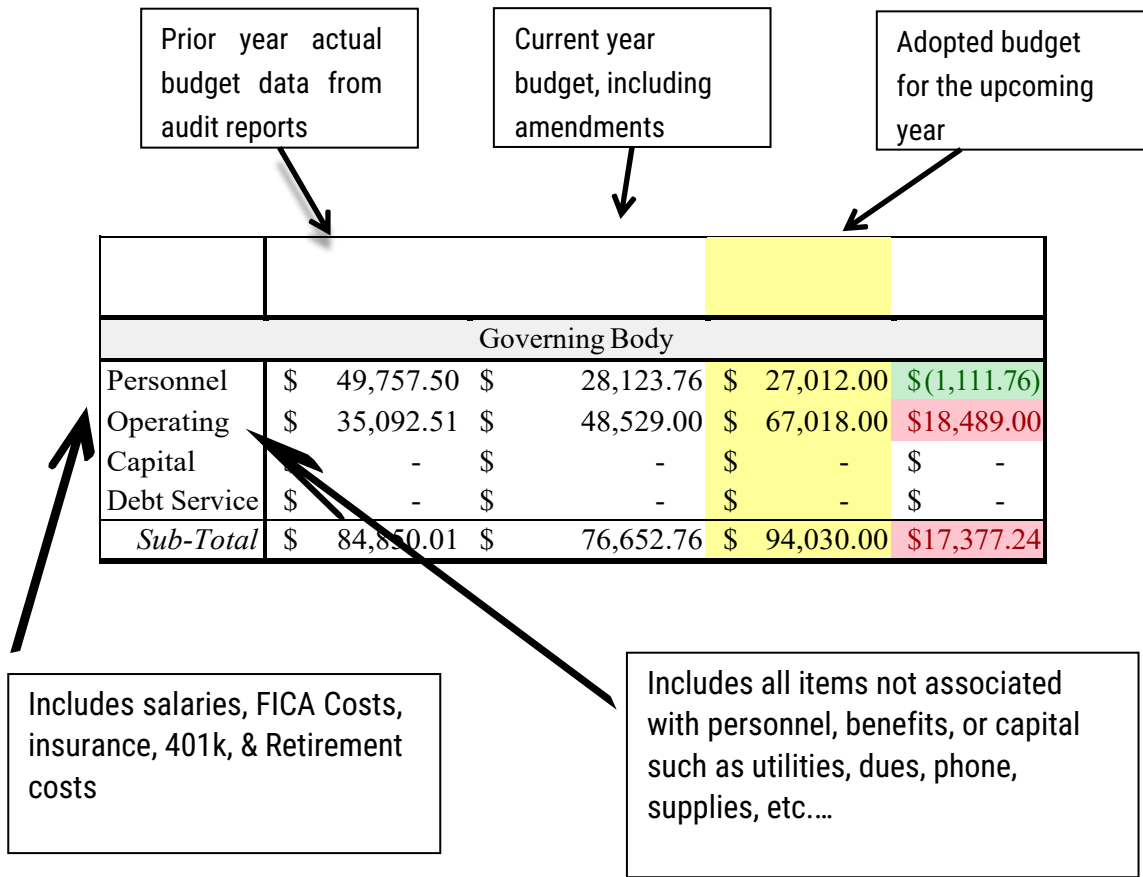 Prior year actual
budget data from
audit reports
Current year
budget, including
amendments
Adopted budget
for the upcoming
year
Governing Body
Personnel $ 49,757.50 $ 28,123.76 $ 27,012.00 $(1,111.76)
Operating $ 35,092.51 $ 48,529.00 $ 67,018.00 $18,489.00
Capital $ - $ - $ - $ -
Debt Service $ - $ - $ - $ -
Sub-Total $ 84,850.01 $ 76,652.76 $ 94,030.00 $17,377.24
Includes salaries, FICA Costs,
insurance, 401k, & Retirement
costs
Includes all items not associated
with personnel, benefits, or capital
such as utilities, dues, phone,
supplies, etc.…